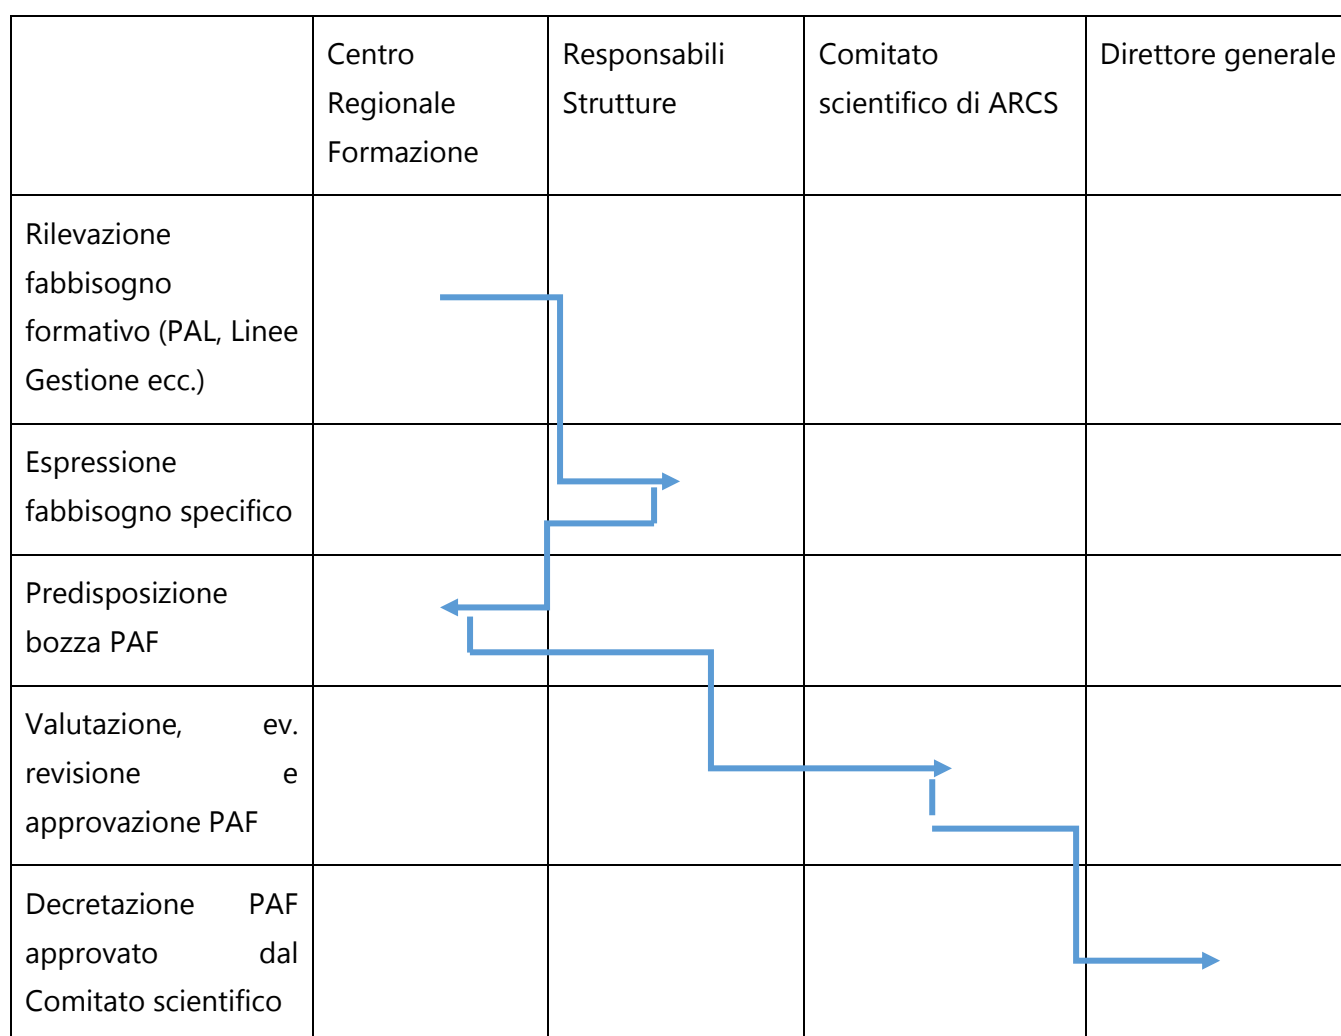 Centro
Regionale
Formazione
Responsabili
Strutture
Comitato
scientifico di ARCS
Direttore generale
Rilevazione
fabbisogno
formativo (PAL, Linee
Gestione ecc.)
Espressione
fabbisogno specifico
Predisposizione
bozza PAF
Valutazione, ev.
revisione e
approvazione PAF
Decretazione PAF
approvato dal
Comitato scientifico